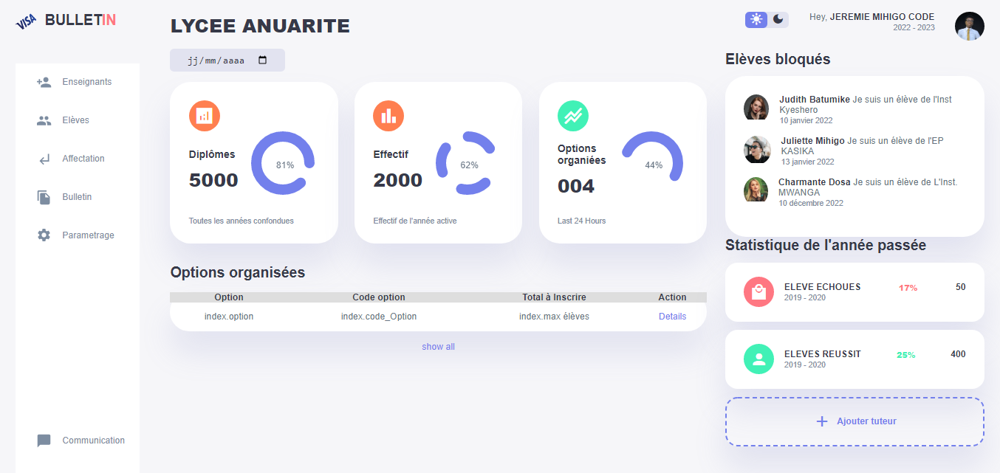 VISA BULLETIN
Enseignants
Elèves
Affectation
Bulletin
Parametrage
Communication
LYCEE ANUARITE
jj/mm/aaaa
Diplômes
5000
81%
Toutes les années confondues
Effectif
2000
62%
Effectif de l'année active
Options
organiées
004
44%
Last 24 Hours
Options organisées
Option Code option Total à Inscrire Action
index.option index.code_Option index.max élèves Details
show all
Hey, JEREMIE MIHIGO CODE
2022 - 2023
Elèves bloqués
Judith Batumike Je suis un élève de l'Inst
Kyeshero
10 janvier 2022
Juliette Mihigo Je suis un élève de l'EP
KASIKA
13 janvier 2022
Charmante Dosa Je suis un élève de L'Inst.
MWANGA
10 décembre 2022
Statistique de l'année passée
ELEVE ECHOUES 17% 50
2019 - 2020
ELEVES REUSSIT 25% 400
2019 - 2020
Ajouter tuteur